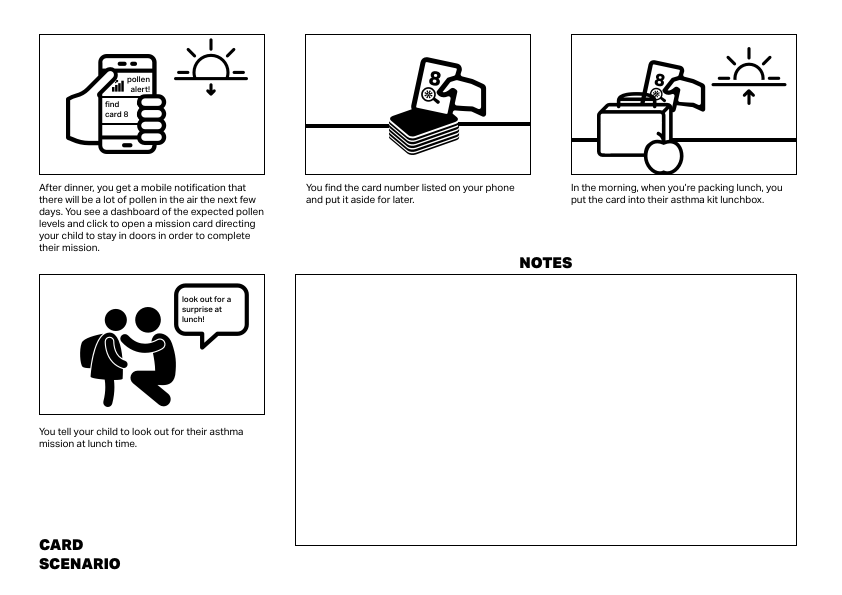 pollen
alert!
find
card 8
8
8
After dinner, you get a mobile notification that
there will be a lot of pollen in the air the next few
days. You see a dashboard of the expected pollen
levels and click to open a mission card directing
your child to stay in doors in order to complete
their mission.
You find the card number listed on your phone
and put it aside for later.
In the morning, when you're packing lunch, you
put the card into their asthma kit lunchbox.
NOTES
look out for a
surprise at
lunch!
You tell your child to look out for their asthma
mission at lunch time.
CARD
SCENARIO